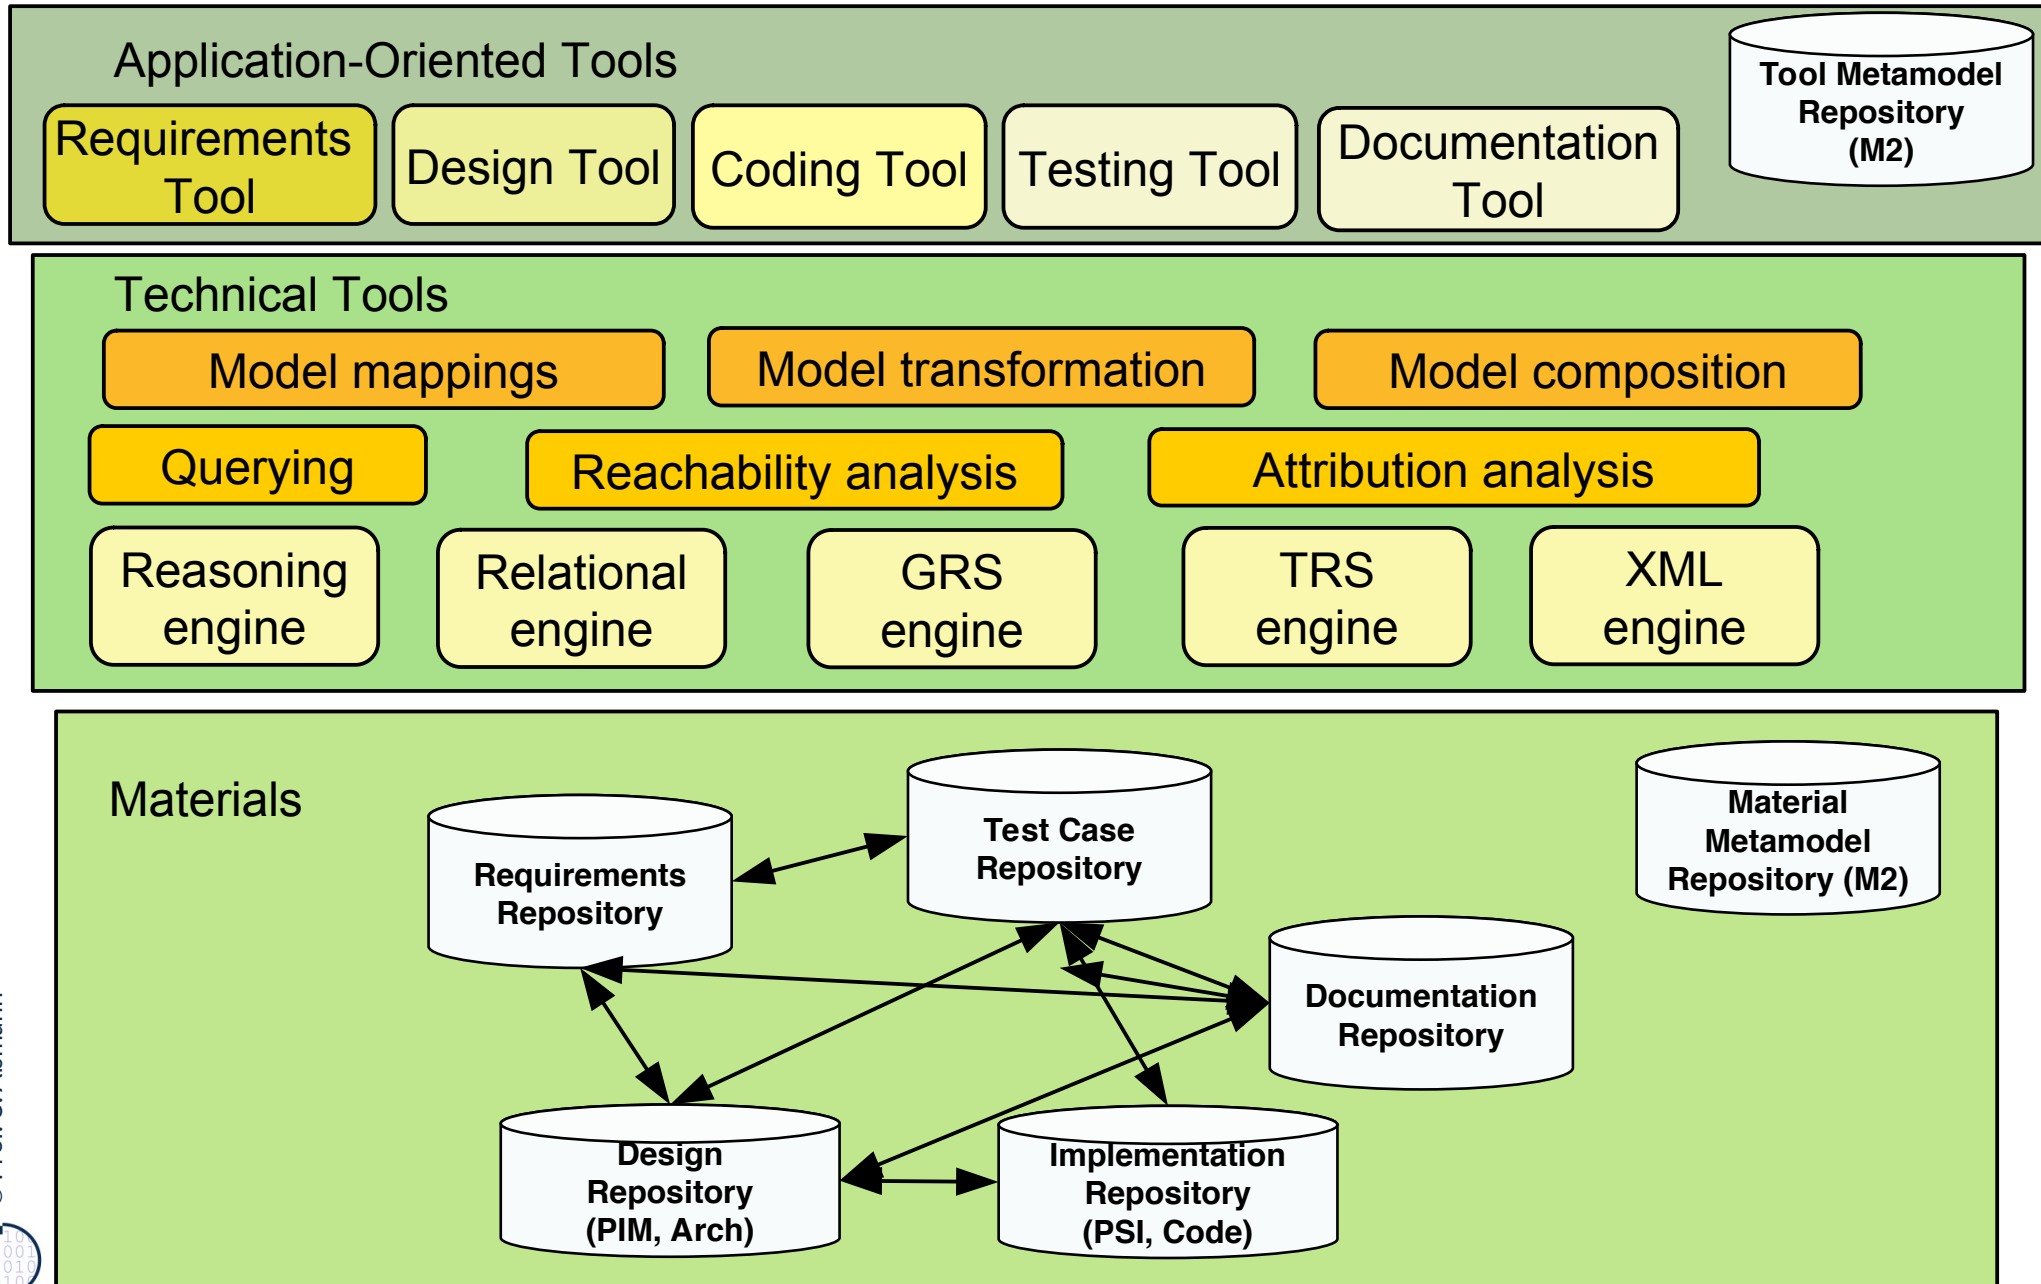 Application-Oriented Tools
Tool Metamodel
Repository
(M2)
Requirements
Tool
Design Tool
Coding Tool
Testing Tool
Documentation
Tool
Technical Tools
Model mappings
Model transformation
Model composition
Querying
Reachability analysis
Attribution analysis
Reasoning
engine
Relational
engine
GRS
engine
TRS
engine
XML
engine
Materials
Requirements
Repository
Test Case
Repository
Material
Metamodel
Repository (M2)
Documentation
Repository
Design
Repository
(PIM, Arch)
Implementation
Repository
(PSI, Code)